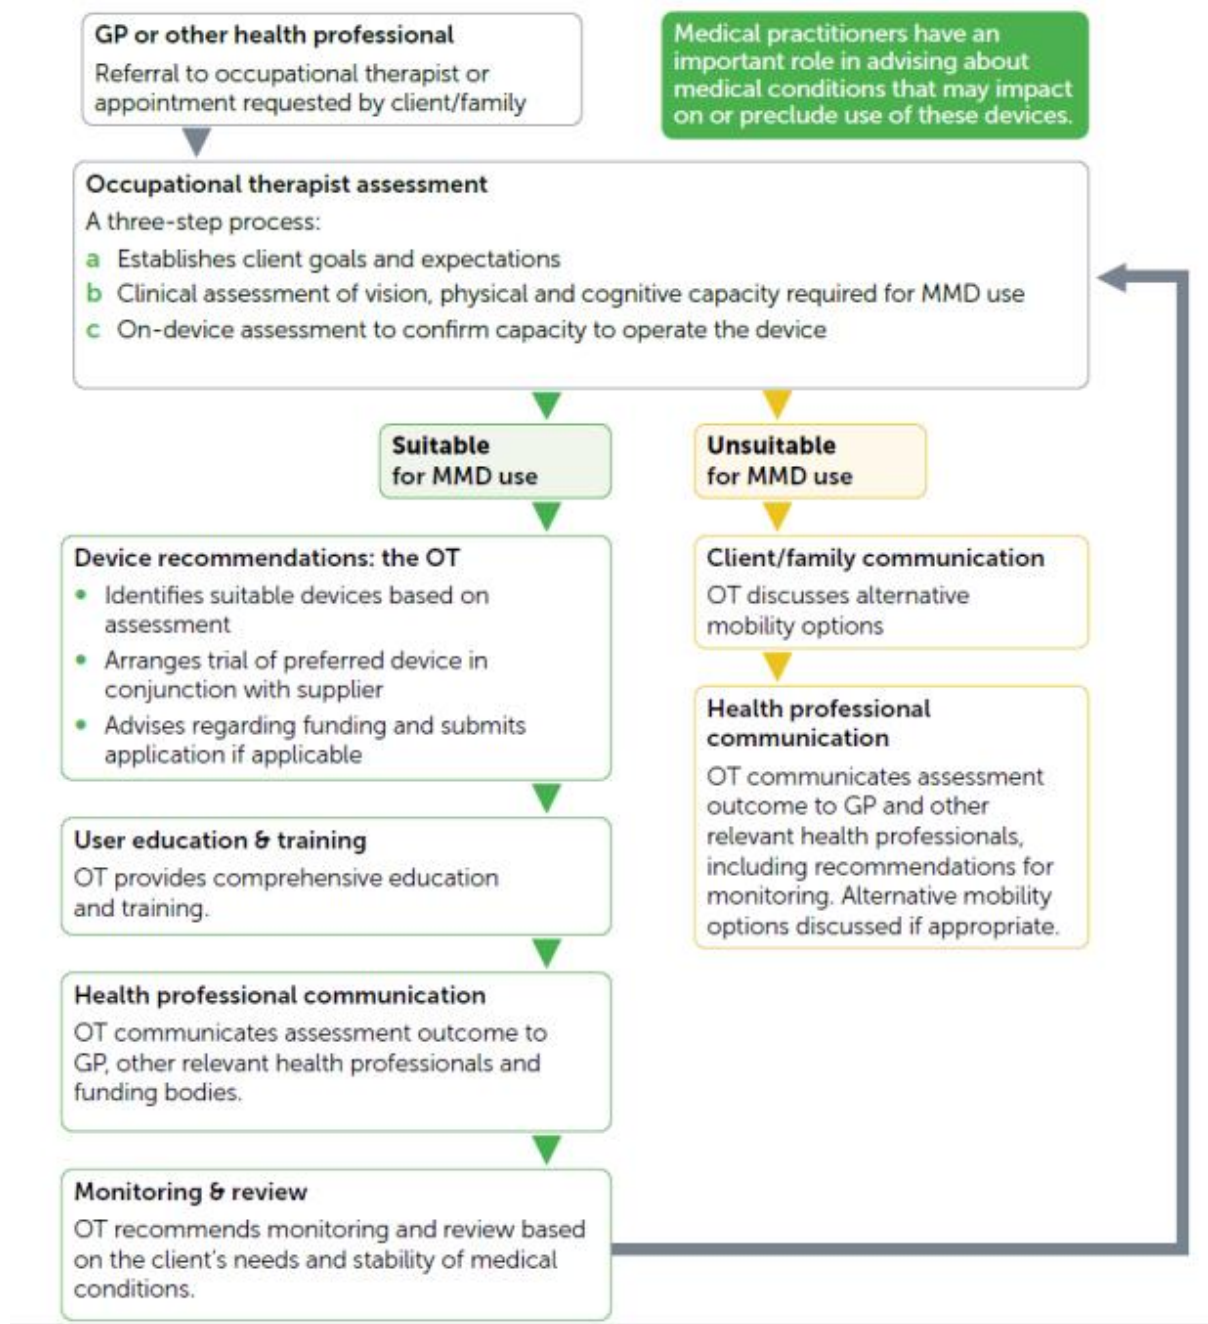 GP or other health professional
Referral to occupational therapist or
appointment requested by client/family
Medical practitioners have an
important role in advising about
medical conditions that may impact
on or preclude use of these devices.
Occupational therapist assessment
A three-step process:
a Establishes client goals and expectations
b Clinical assessment of vision, physical and cognitive capacity required for MMD use
c On-device assessment to confirm capacity to operate the device
Suitable
for MMD use
Unsuitable
for MMD use
Device recommendations: the OT
• Identifies suitable devices based on
assessment
• Arranges trial of preferred device in
conjunction with supplier
• Advises regarding funding and submits
application if applicable
User education & training
OT provides comprehensive education
and training.
Health professional communication
OT communicates assessment outcome to
GP, other relevant health professionals and
funding bodies.
Monitoring & review
OT recommends monitoring and review based
on the client's needs and stability of medical
conditions.
Client/family communication
OT discusses alternative
mobility options
Health professional
communication
OT communicates assessment
outcome to GP and other
relevant health professionals,
including recommendations for
monitoring. Alternative mobility
options discussed if appropriate.